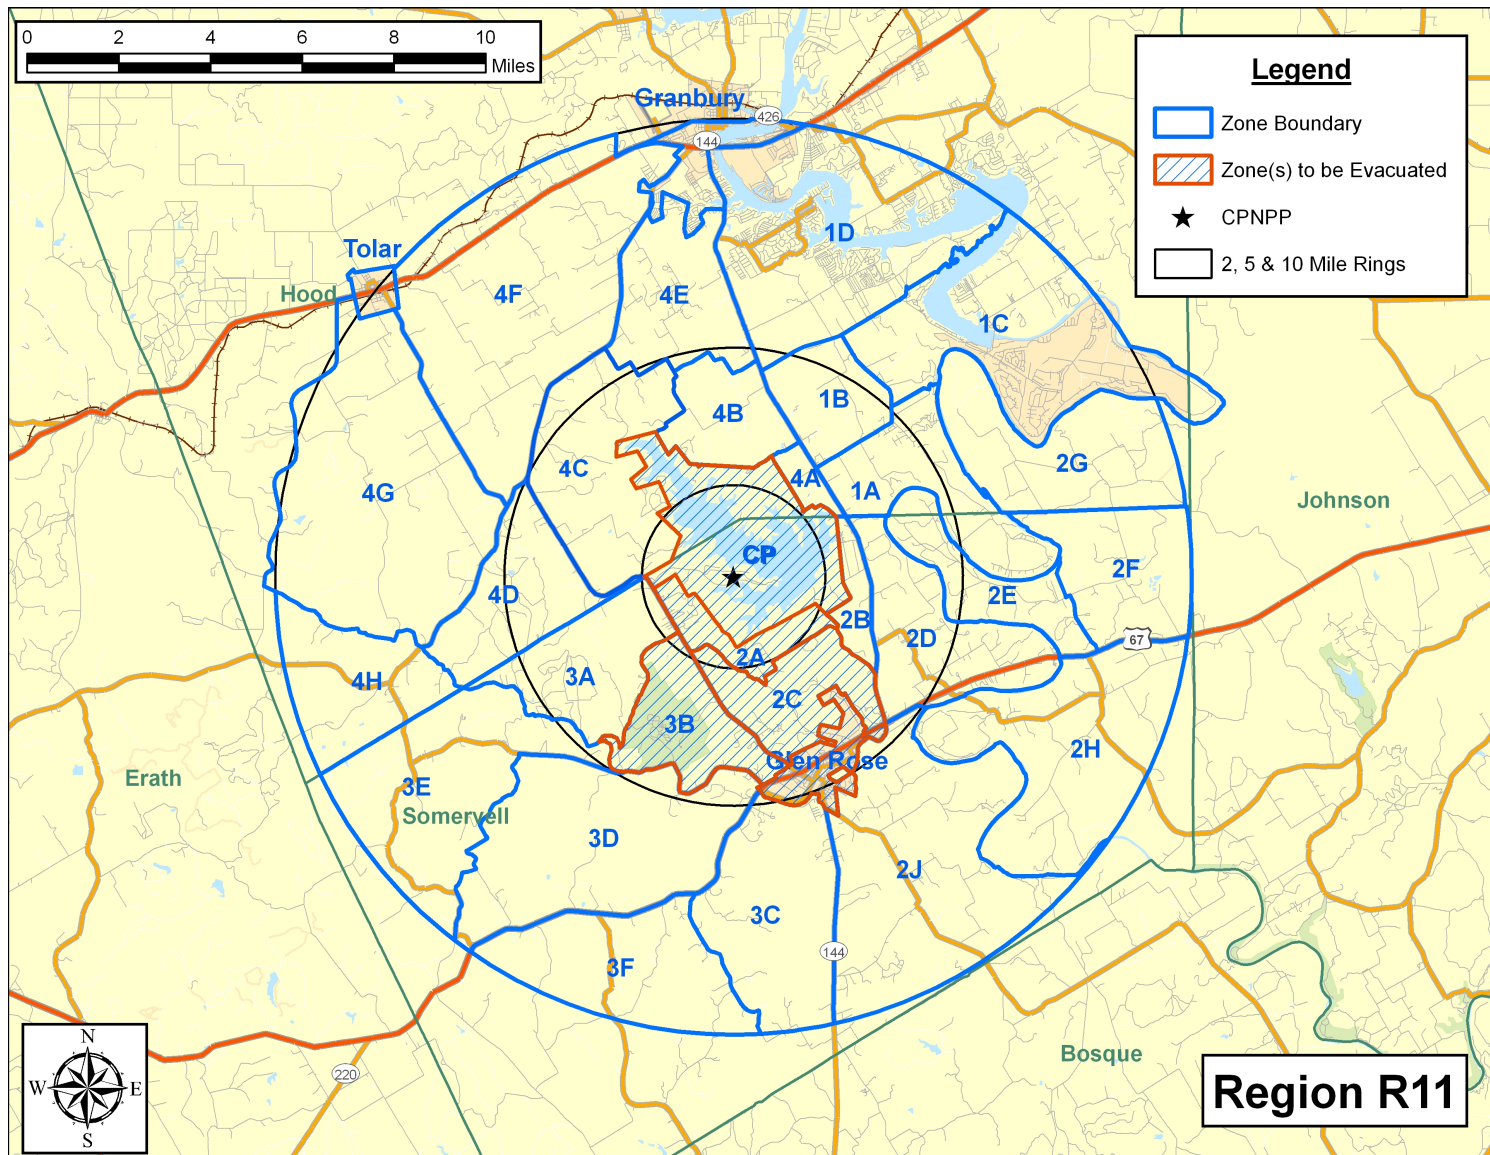 0 2 4 6 8 10
Miles
Legend
Zone Boundary
Zone(s) to be Evacuated
CPNPP
2, 5 & 10 Mile Rings
Granbury
426
144
1D
Tolar
Hood
4F
4E
1C
4B
1B
4C
4A
1A
2G
4G
Johnson
CP
4D
2B
2E
2F
2D
67
2A
3A
4H
2C
3B
2H
Glen Rose
Erath
3E
Somervell
3D
2J
3C
144
3F
N
W E
S
220
Bosque
Region R11